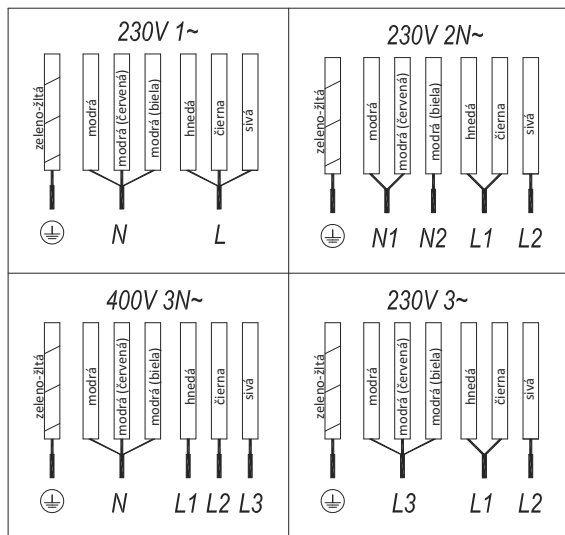 230V 1~
zeleno-žltá
modrá
modrá (červená)
modrá (biela)
hnedá
čierna
sivá
N
L
230V 2N~
zeleno-žltá
modrá
modrá (červená)
modrá (biela)
hnedá
čierna
sivá
N1
N2
L1
L2
400V 3N~
zeleno-žltá
modrá
modrá (červená)
modrá (biela)
hnedá
čierna
sivá
N
L1
L2
L3
230V 3~
zeleno-žltá
modrá
modrá (červená)
modrá (biela)
hnedá
čierna
sivá
L3
L1
L2